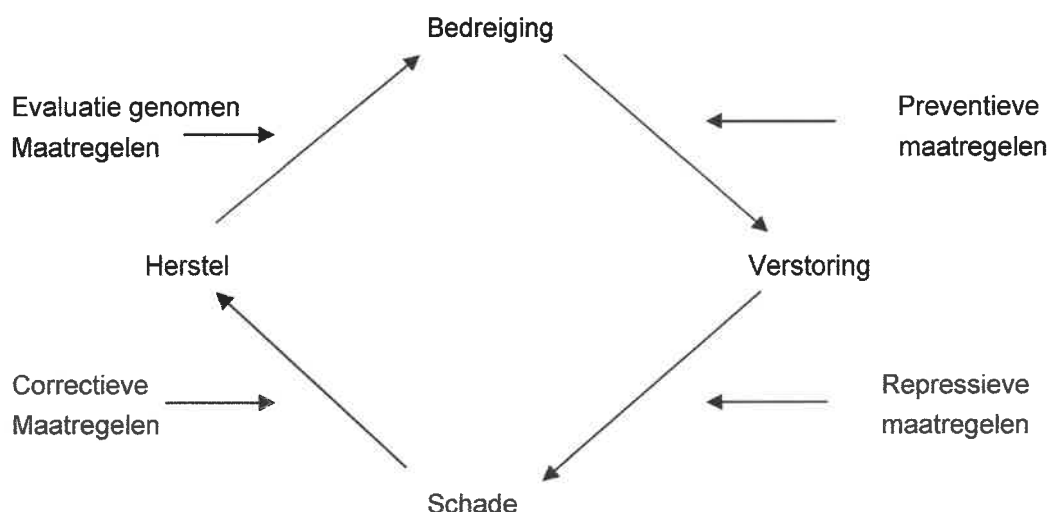 Bedreiging
Evaluatie genomen
Maatregelen
Preventieve
maatregelen
Herstel
Verstoring
Correctieve
Maatregelen
Repressieve
maatregelen
Schade